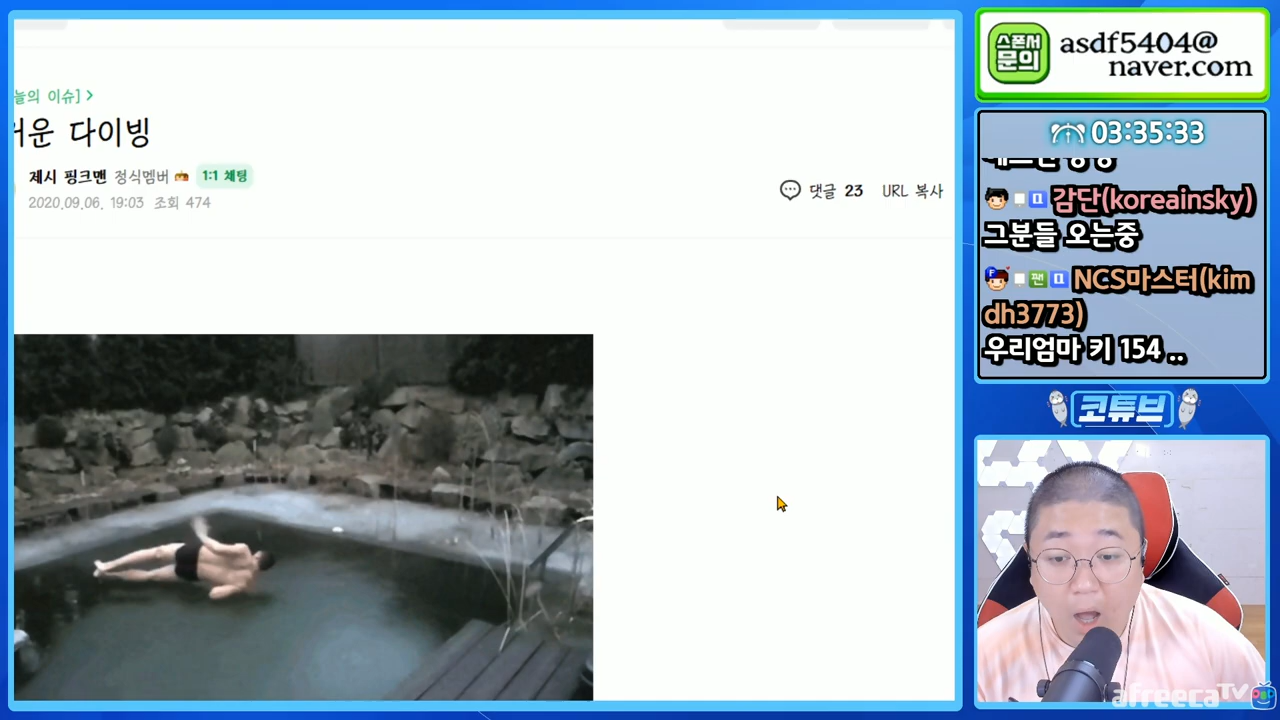 늘의 이슈] >
운 다이빙
제시 핑크맨 정식멤버 1:1 채팅
2020.09.06. 19:03 조회 474
댓글 23 URL 복사
스폰서
문의
asdf5404@
naver.com
03:35:33
감단(koreainsky)
그분들 오는중
F 팬 NCS마스터(kim
dh3773)
우리엄마 키 154 ..
코튜브
afreecaTV